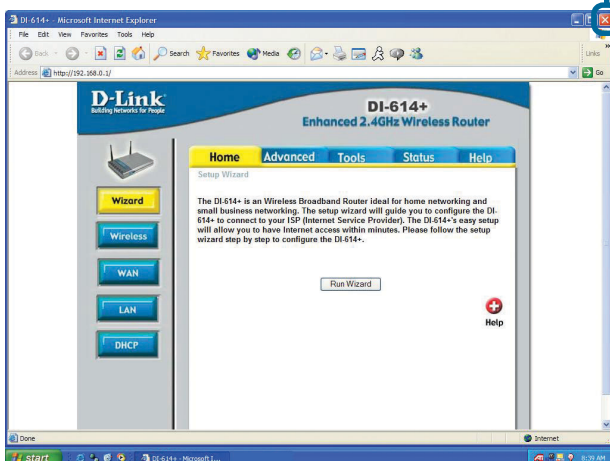 DI-614+ - Microsoft Internet Explorer
File Edit View Favorites Tools Help
Back Search Favorites Media Links »
Address http://192.168.0.1/ Go
D-Link
Building Networks for People
DI-614+
Enhanced 2.4GHz Wireless Router
Home Advanced Tools Status Help
Setup Wizard
Wizard
Wireless
WAN
LAN
DHCP
The DI-614+ is an Wireless Broadband Router ideal for home networking and
small business networking. The setup wizard will guide you to configure the DI-
614+ to connect to your ISP (Internet Service Provider). The DI-614+'s easy setup
will allow you to have Internet access within minutes. Please follow the setup
wizard step by step to configure the DI-614+.
Run Wizard
Help
Done Internet
start DI-614+ - Microsoft I... 8:39 AM